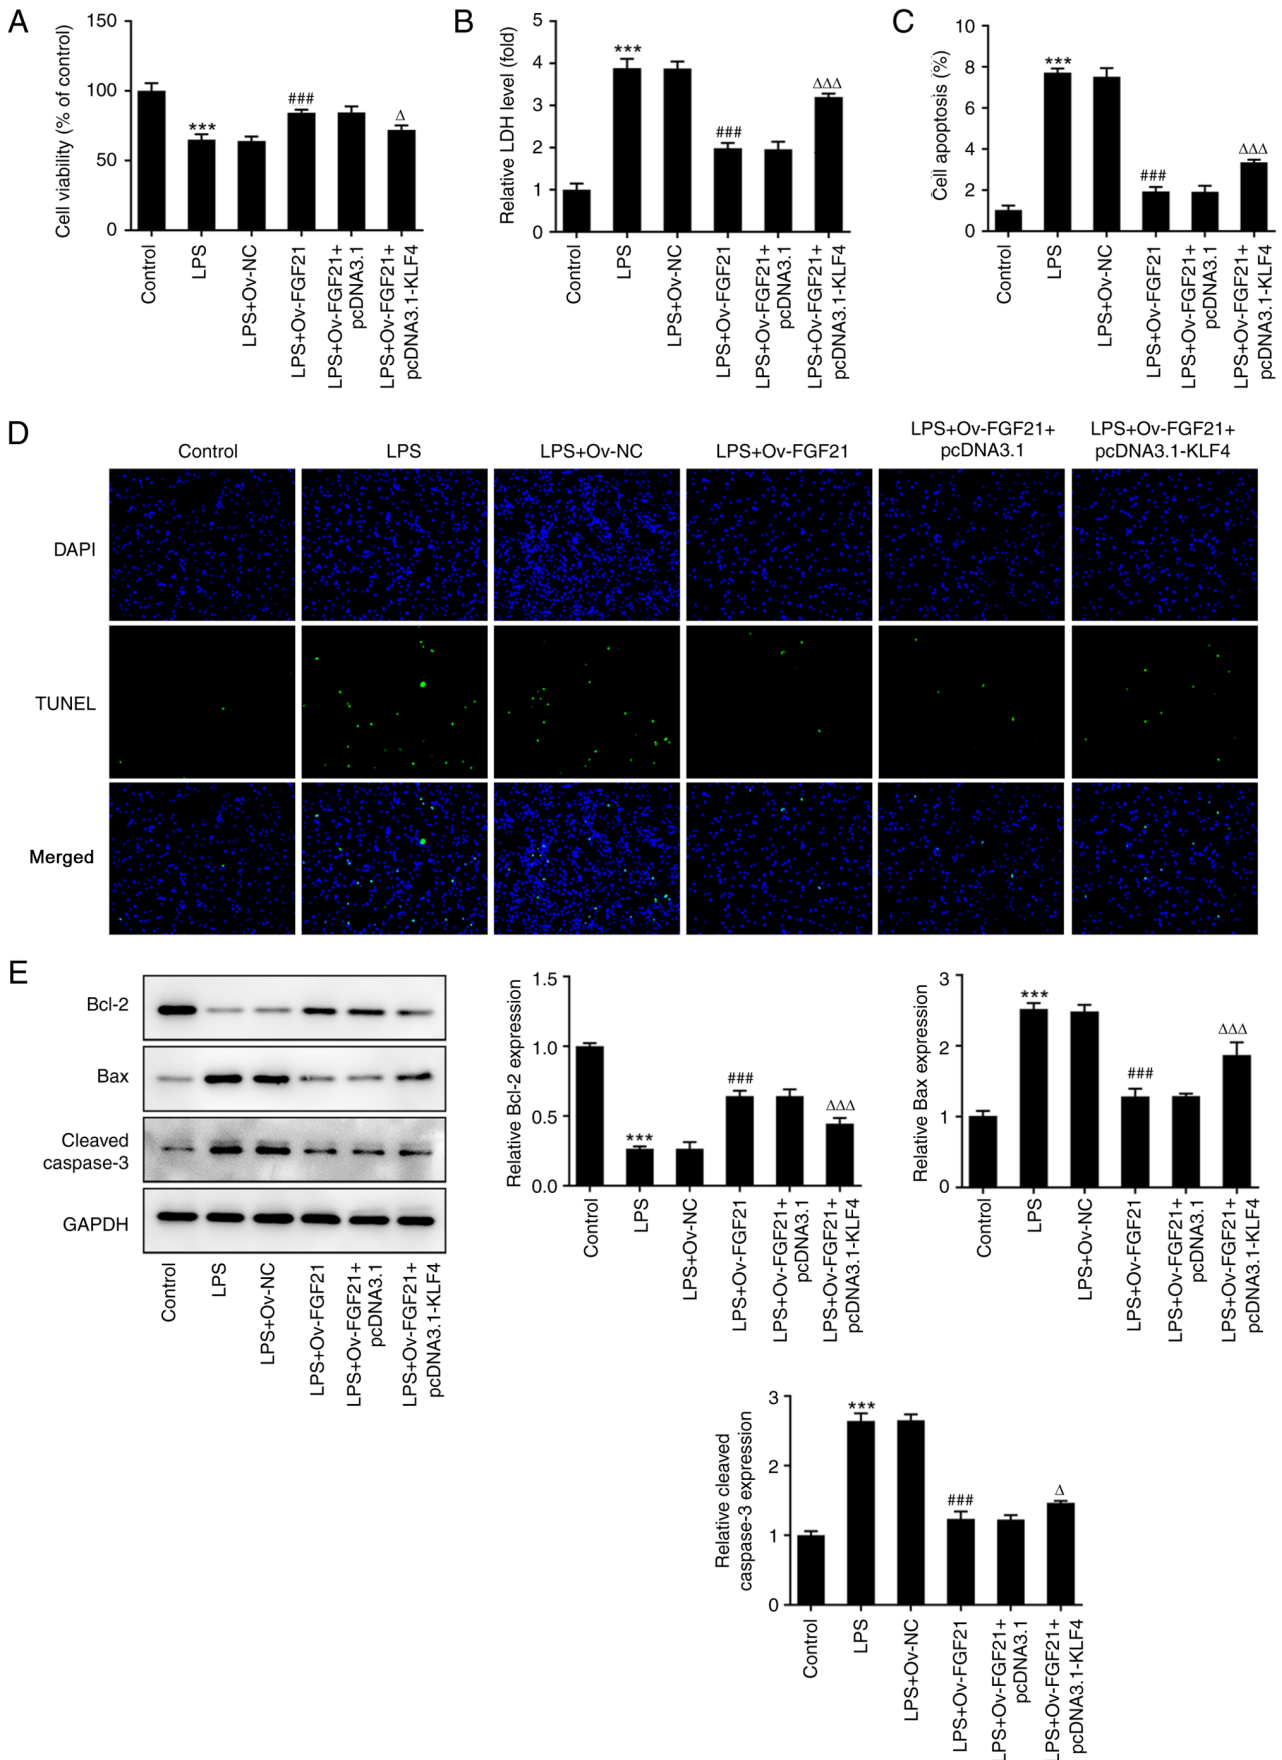 A
Cell viability (% of control)
150
100
50
0
***
###
Δ
Control
LPS
LPS+Ov-NC
LPS+Ov-FGF21
LPS+Ov-FGF21+
pcDNA3.1
LPS+Ov-FGF21+
pcDNA3.1-KLF4
B
Relative LDH level (fold)
5
4
3
2
1
0
***
###
ΔΔΔ
Control
LPS
LPS+Ov-NC
LPS+Ov-FGF21
LPS+Ov-FGF21+
pcDNA3.1
LPS+Ov-FGF21+
pcDNA3.1-KLF4
C
Cell apoptosis (%)
10
8
6
4
2
0
***
###
ΔΔΔ
Control
LPS
LPS+Ov-NC
LPS+Ov-FGF21
LPS+Ov-FGF21+
pcDNA3.1
LPS+Ov-FGF21+
pcDNA3.1-KLF4
D
Control
LPS
LPS+Ov-NC
LPS+Ov-FGF21
LPS+Ov-FGF21+
pcDNA3.1
LPS+Ov-FGF21+
pcDNA3.1-KLF4
DAPI
TUNEL
Merged
E
Bcl-2
Bax
Cleaved
caspase-3
GAPDH
Control
LPS
LPS+Ov-NC
LPS+Ov-FGF21
LPS+Ov-FGF21+
pcDNA3.1
LPS+Ov-FGF21+
pcDNA3.1-KLF4
Relative Bcl-2 expression
1.5
1.0
0.5
0.0
***
###
ΔΔΔ
Control
LPS
LPS+Ov-NC
LPS+Ov-FGF21
LPS+Ov-FGF21+
pcDNA3.1
LPS+Ov-FGF21+
pcDNA3.1-KLF4
Relative Bax expression
3
2
1
0
***
###
ΔΔΔ
Control
LPS
LPS+Ov-NC
LPS+Ov-FGF21
LPS+Ov-FGF21+
pcDNA3.1
LPS+Ov-FGF21+
pcDNA3.1-KLF4
Relative cleaved
caspase-3 expression
3
2
1
0
***
###
Δ
Control
LPS
LPS+Ov-NC
LPS+Ov-FGF21
LPS+Ov-FGF21+
pcDNA3.1
LPS+Ov-FGF21+
pcDNA3.1-KLF4